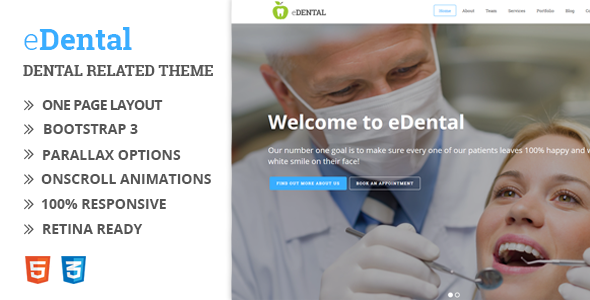 eDental
DENTAL RELATED THEME
ONE PAGE LAYOUT
BOOTSTRAP 3
PARALLAX OPTIONS
ONSCROLL ANIMATIONS
100% RESPONSIVE
RETINA READY
5 3
eDENTAL
Home About Team Services Portfolio Blog
Welcome to eDental
Our number one goal is to make sure every one of our patients leaves 100% happy and
white smile on their face!
FIND OUT MORE ABOUT US BOOK AN APPOINTMENT